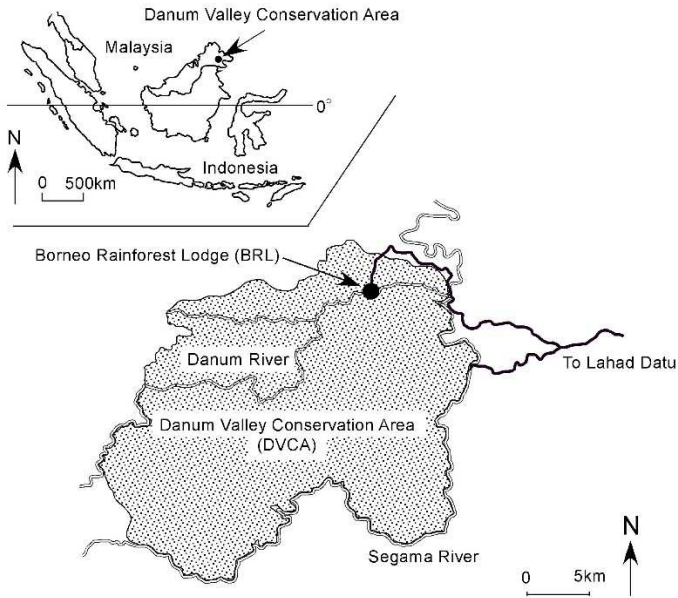 Danum Valley Conservation Area
Malaysia
0°
N
Indonesia
0 500km
Borneo Rainforest Lodge (BRL)
Danum River
To Lahad Datu
Danum Valley Conservation Area
(DVCA)
Segama River
N
0 5km